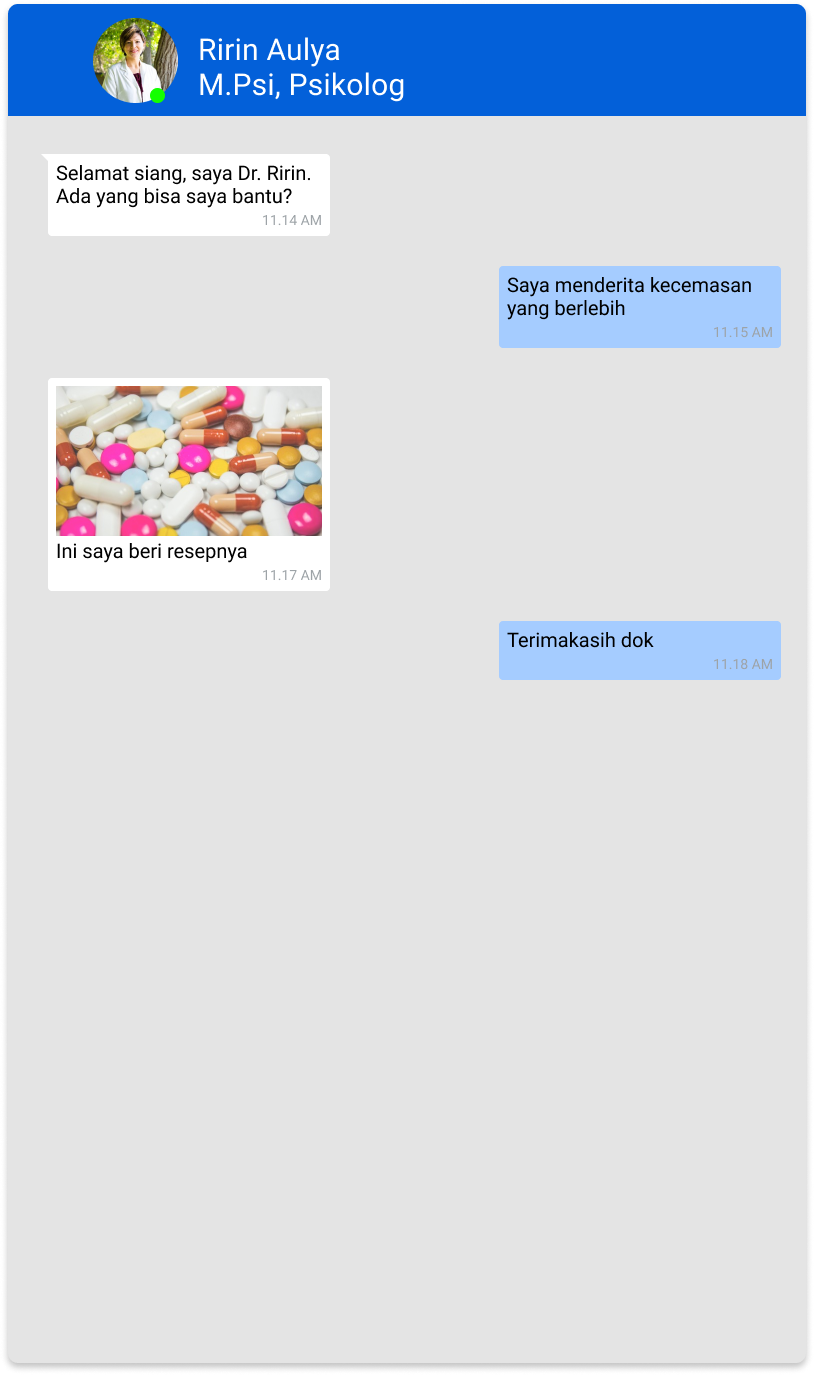 Ririn Aulya
M.Psi, Psikolog
Selamat siang, saya Dr. Ririn.
Ada yang bisa saya bantu?
11.14 AM
Saya menderita kecemasan
yang berlebih
11.15 AM
Ini saya beri resepnya
11.17 AM
Terimakasih dok
11.18 AM